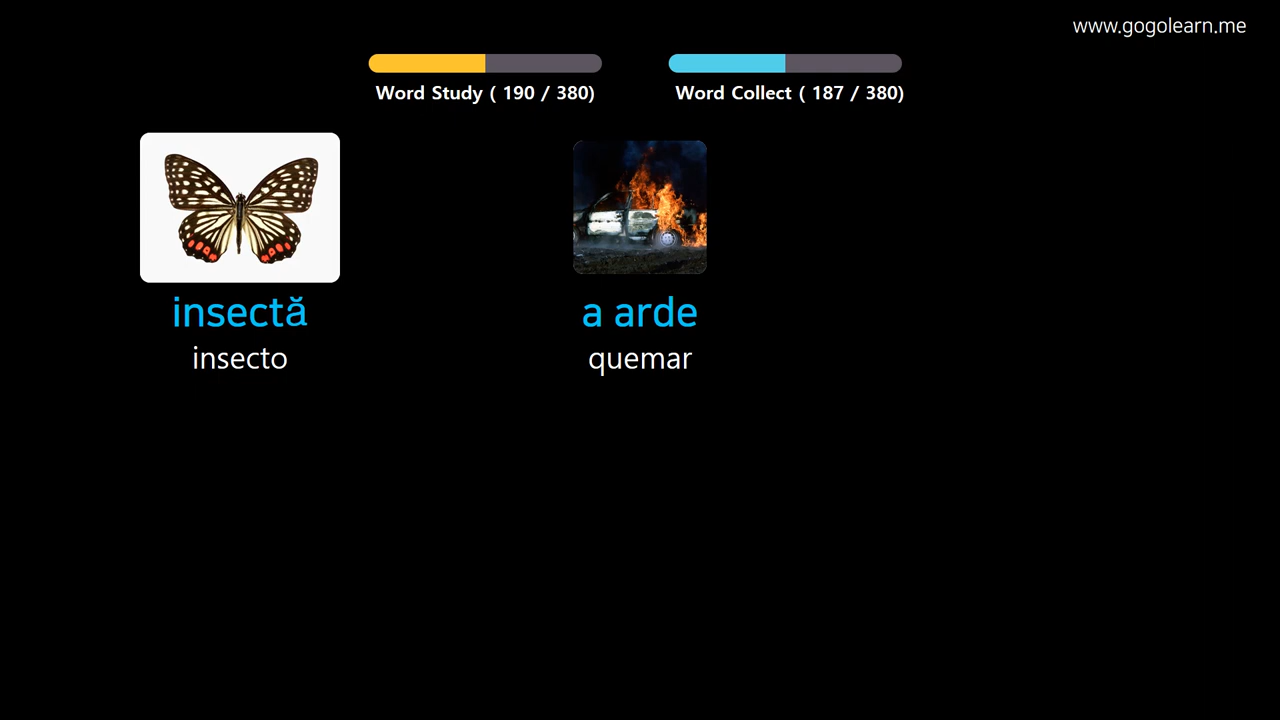 www.gogolearn.me
Word Study ( 190 / 380)
Word Collect ( 187 / 380)
insectă
insecto
a arde
quemar